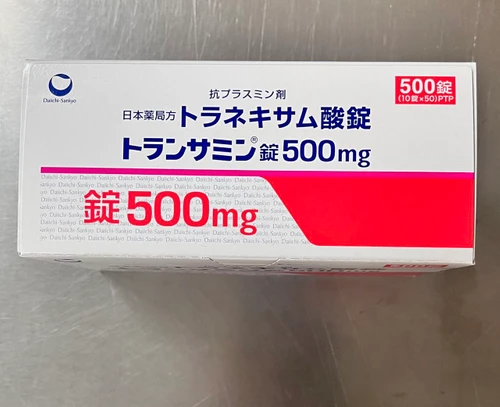 Daiichi-Sankyo
抗プラスミン剤
日本薬局方 トラネキサム酸錠
トランサミン®錠500mg
500錠
(10錠×50)PTP
錠500mg